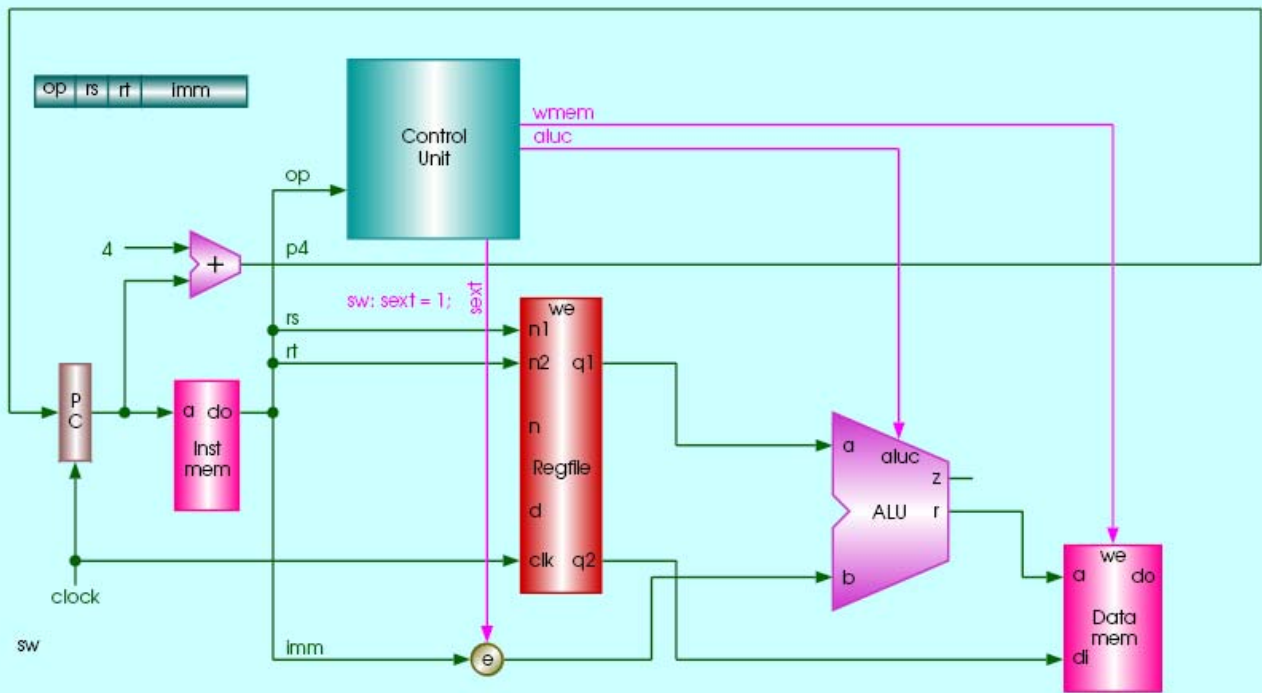 op rs rt imm
Control
Unit
wmem
aluc
op
4
+
p4
sw: sext = 1;
sext
we
rs
n1
rt
n2 q1
P
C
a do
Inst
mem
n
Regfile
d
clk q2
a
aluc
z
ALU
r
b
we
a do
Data
mem
di
clock
sw
imm
e